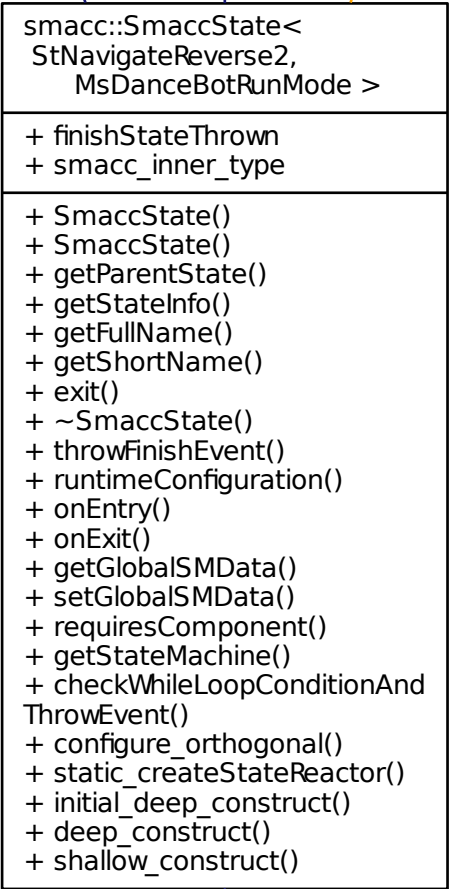 smacc::SmaccState<
StNavigateReverse2,
MsDanceBotRunMode >
+ finishStateThrown
+ smacc_inner_type
+ SmaccState()
+ SmaccState()
+ getParentState()
+ getStateInfo()
+ getFullName()
+ getShortName()
+ exit()
+ ~SmaccState()
+ throwFinishEvent()
+ runtimeConfiguration()
+ onEntry()
+ onExit()
+ getGlobalSMData()
+ setGlobalSMData()
+ requiresComponent()
+ getStateMachine()
+ checkWhileLoopConditionAnd
ThrowEvent()
+ configure_orthogonal()
+ static_createStateReactor()
+ initial_deep_construct()
+ deep_construct()
+ shallow_construct()